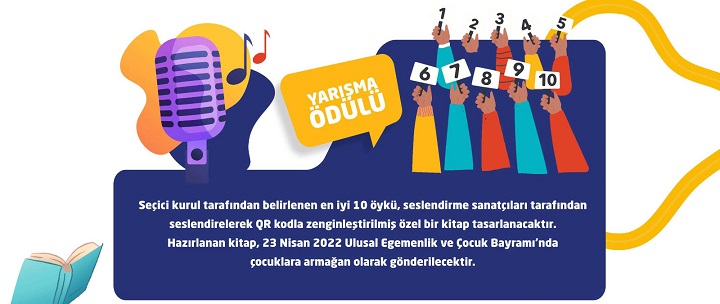 1 2 3 4 5
6 7 8 9 10
YARIŞMA
ÖDÜLÜ
Seçici kurul tarafından belirlenen en iyi 10 öykü, seslendirme sanatçıları tarafından
seslendirelerek QR kodla zenginleştirilmiş özel bir kitap tasarlanacaktır.
Hazırlanan kitap, 23 Nisan 2022 Ulusal Egemenlik ve Çocuk Bayramı'nda
çocuklara armağan olarak gönderilecektir.